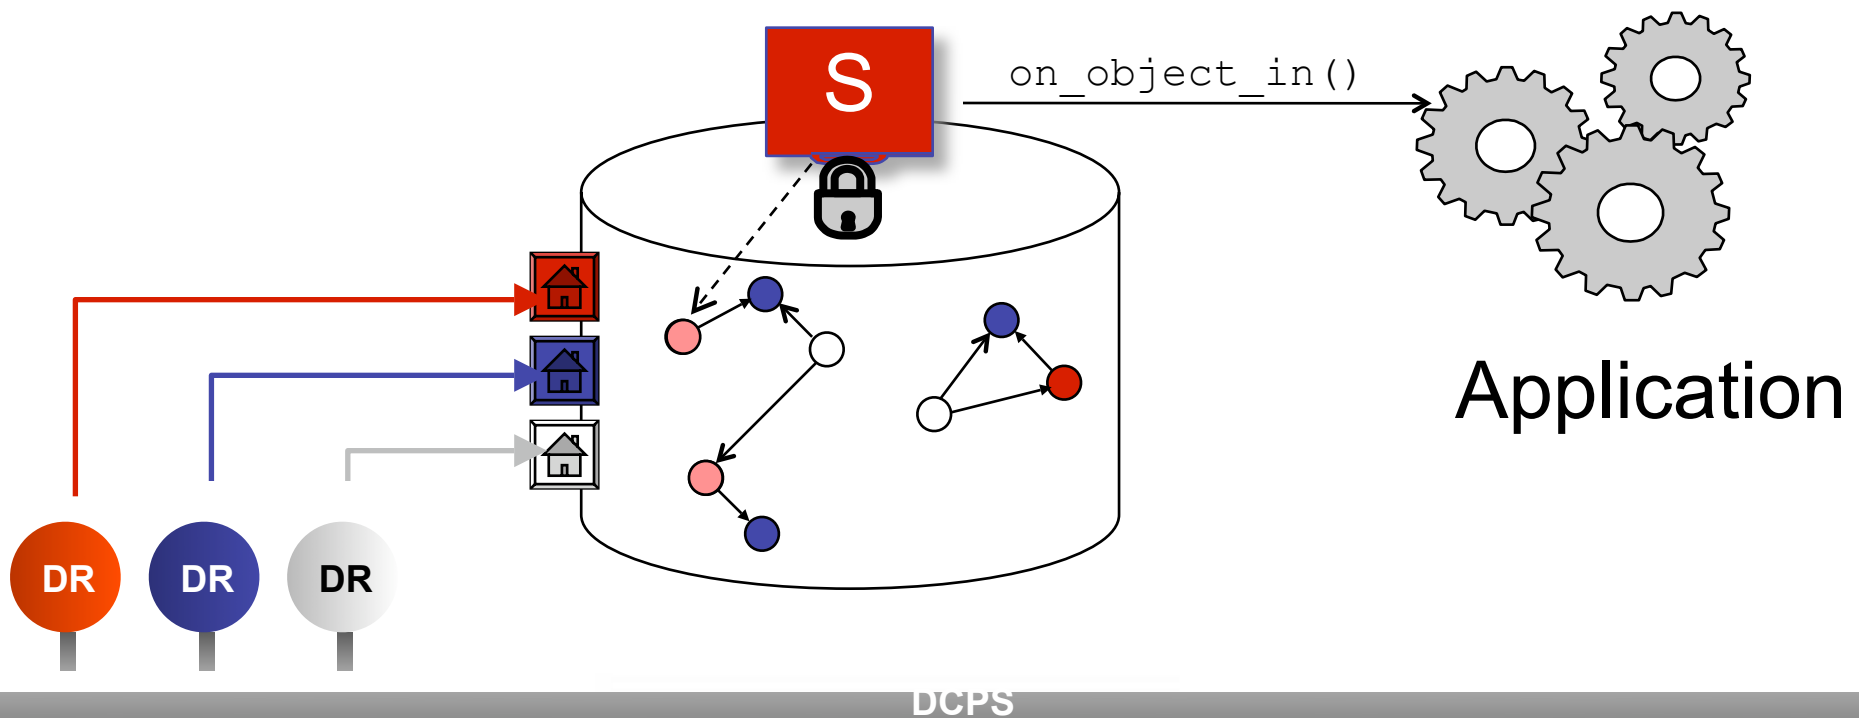 S
on_object_in()
Application
DR
DR
DR
DCPS